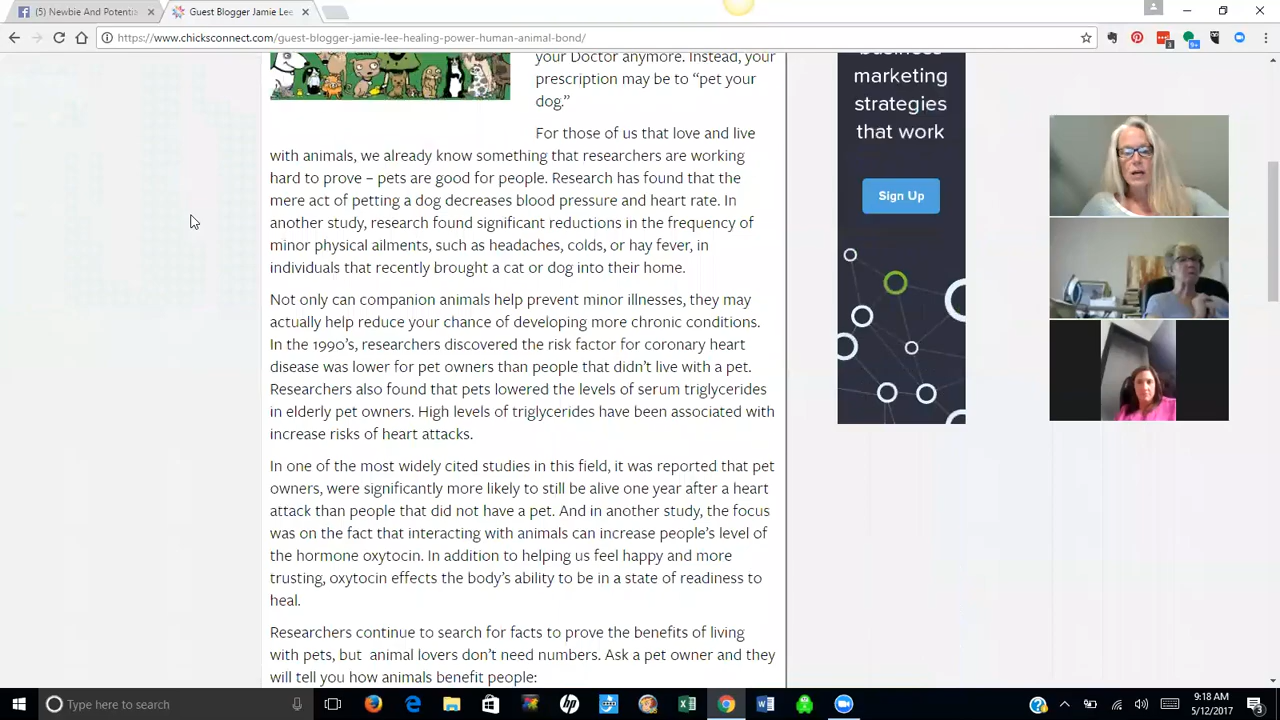 (5) Newbie And Potenti
Guest Blogger Jamie Lee
https://www.chicksconnect.com/guest-blogger-jamie-lee-healing-power-human-animal-bond/
your Doctor anymore. Instead, your
prescription may be to “pet your
dog.”
For those of us that love and live
with animals, we already know something that researchers are working
hard to prove – pets are good for people. Research has found that the
mere act of petting a dog decreases blood pressure and heart rate. In
another study, research found significant reductions in the frequency of
minor physical ailments, such as headaches, colds, or hay fever, in
individuals that recently brought a cat or dog into their home.
Not only can companion animals help prevent minor illnesses, they may
actually help reduce your chance of developing more chronic conditions.
In the 1990’s, researchers discovered the risk factor for coronary heart
disease was lower for pet owners than people that didn’t live with a pet.
Researchers also found that pets lowered the levels of serum triglycerides
in elderly pet owners. High levels of triglycerides have been associated with
increase risks of heart attacks.
In one of the most widely cited studies in this field, it was reported that pet
owners, were significantly more likely to still be alive one year after a heart
attack than people that did not have a pet. And in another study, the focus
was on the fact that interacting with animals can increase people’s level of
the hormone oxytocin. In addition to helping us feel happy and more
trusting, oxytocin effects the body’s ability to be in a state of readiness to
heal.
Researchers continue to search for facts to prove the benefits of living
with pets, but animal lovers don’t need numbers. Ask a pet owner and they
will tell you how animals benefit people:
business
marketing
strategies
that work
Sign Up
Type here to search
9:18 AM
5/12/2017